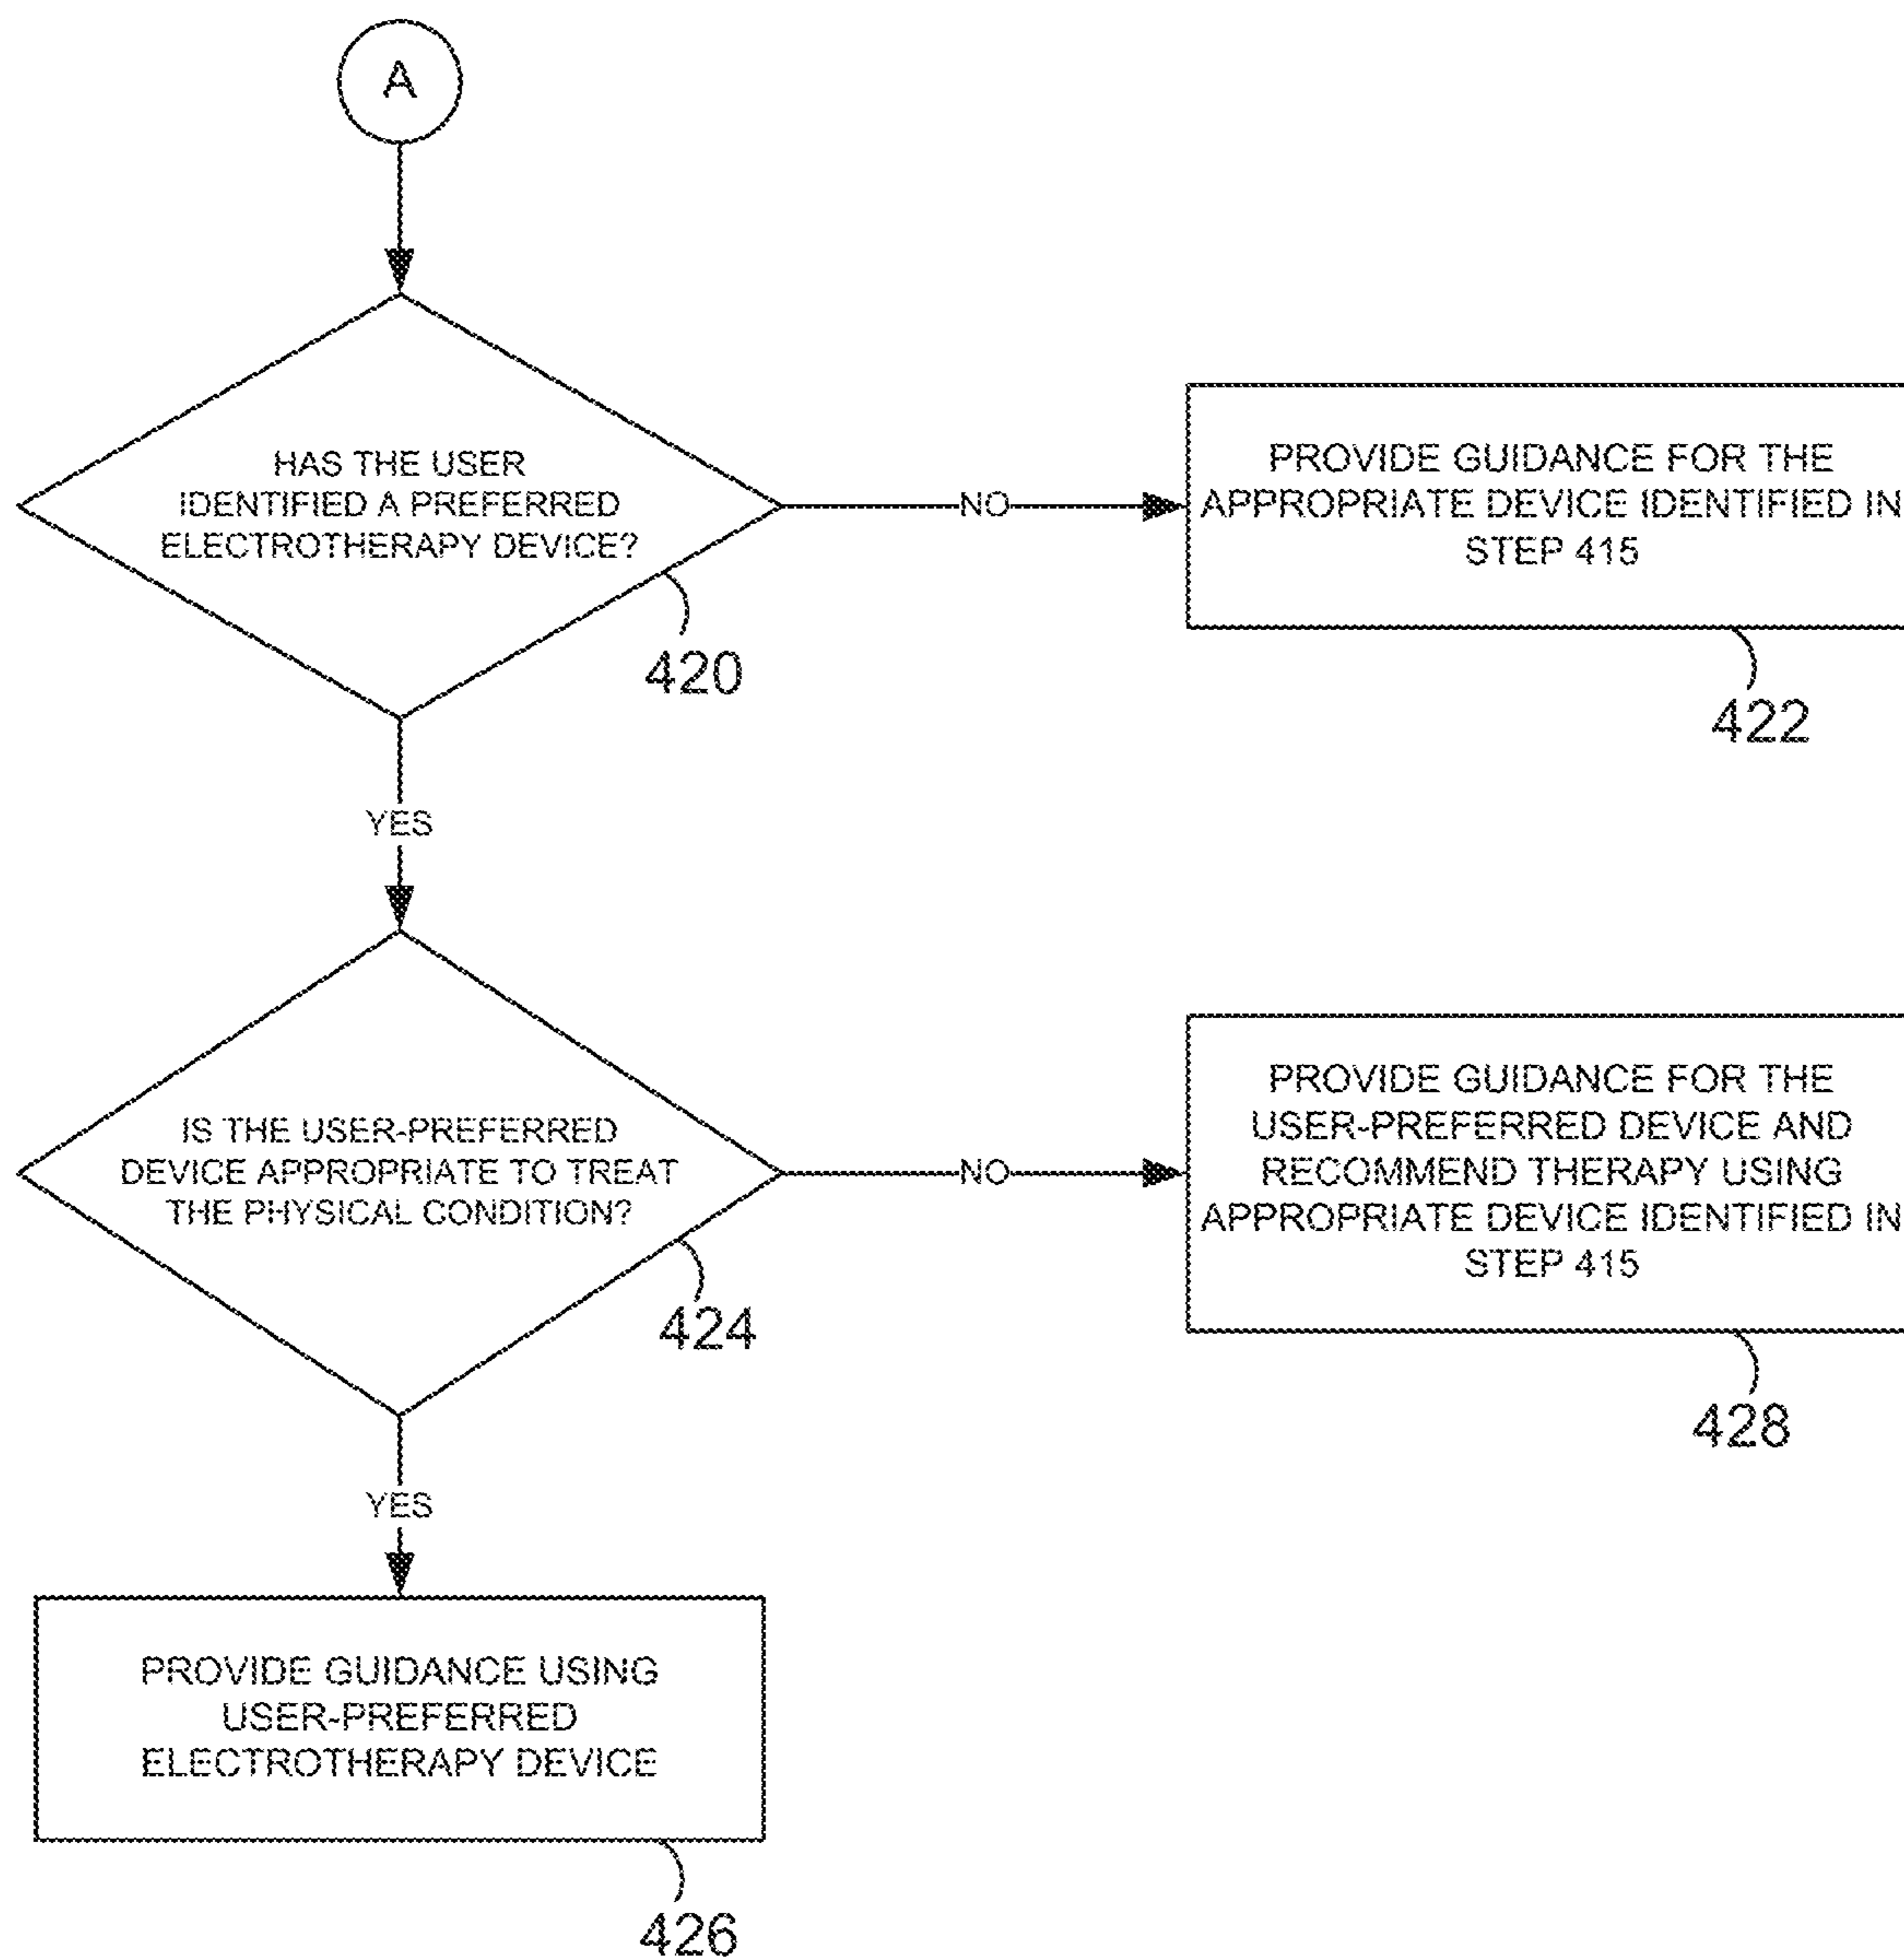 A
HAS THE USER
IDENTIFIED A PREFERRED
ELECTROTHERAPY DEVICE?
NO
PROVIDE GUIDANCE FOR THE
APPROPRIATE DEVICE IDENTIFIED IN
STEP 415
420
422
YES
IS THE USER-PREFERRED
DEVICE APPROPRIATE TO TREAT
THE PHYSICAL CONDITION?
NO
PROVIDE GUIDANCE FOR THE
USER-PREFERRED DEVICE AND
RECOMMEND THERAPY USING
APPROPRIATE DEVICE IDENTIFIED IN
STEP 415
424
428
YES
PROVIDE GUIDANCE USING
USER-PREFERRED
ELECTROTHERAPY DEVICE
426